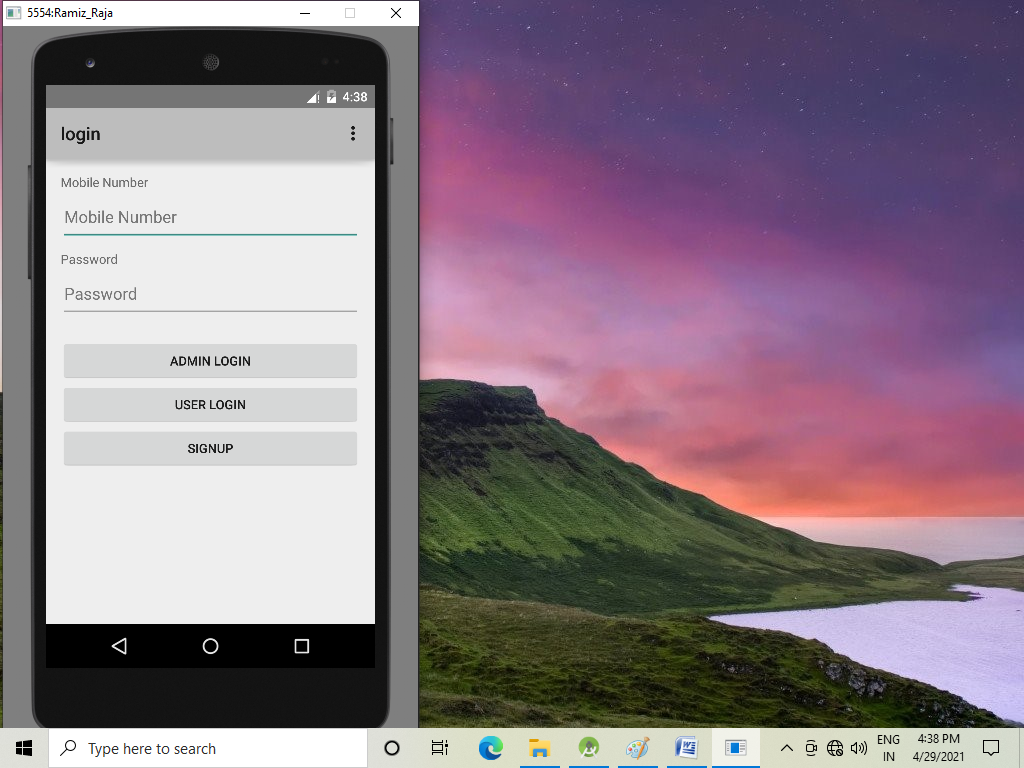 5554:Ramiz_Raja
4:38
login
Mobile Number
Mobile Number
Password
Password
ADMIN LOGIN
USER LOGIN
SIGNUP
Type here to search
ENG
IN
4:38 PM
4/29/2021